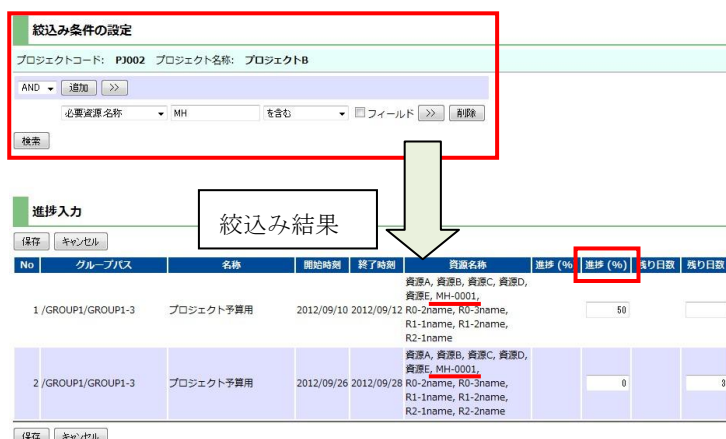 絞込み条件の設定
プロジェクトコード: PJ002 プロジェクト名称: プロジェクトB
AND 追加 >>
必要資源名称 MH を含む フィールド >> 削除
検索
絞込み結果
進捗入力
保存 キャンセル
No グループパス 名称 開始時刻 終了時刻 資源名称 進捗 (% 進捗 (%) 残り日数 残り日数
1 /GROUP1/GROUP1-3 プロジェクト予算用 2012/09/10 2012/09/12 資源A, 資源B, 資源C, 資源D, 50
資源E, MH-0001,
R0-2name, R0-3name,
R1-1name, R1-2name,
R2-1name
2 /GROUP1/GROUP1-3 プロジェクト予算用 2012/09/26 2012/09/28 資源A, 資源B, 資源C, 資源D, 0 3
資源E, MH-0001,
R0-2name, R0-3name,
R1-1name, R1-2name,
R2-1name, R2-2name
保存 キャンセル